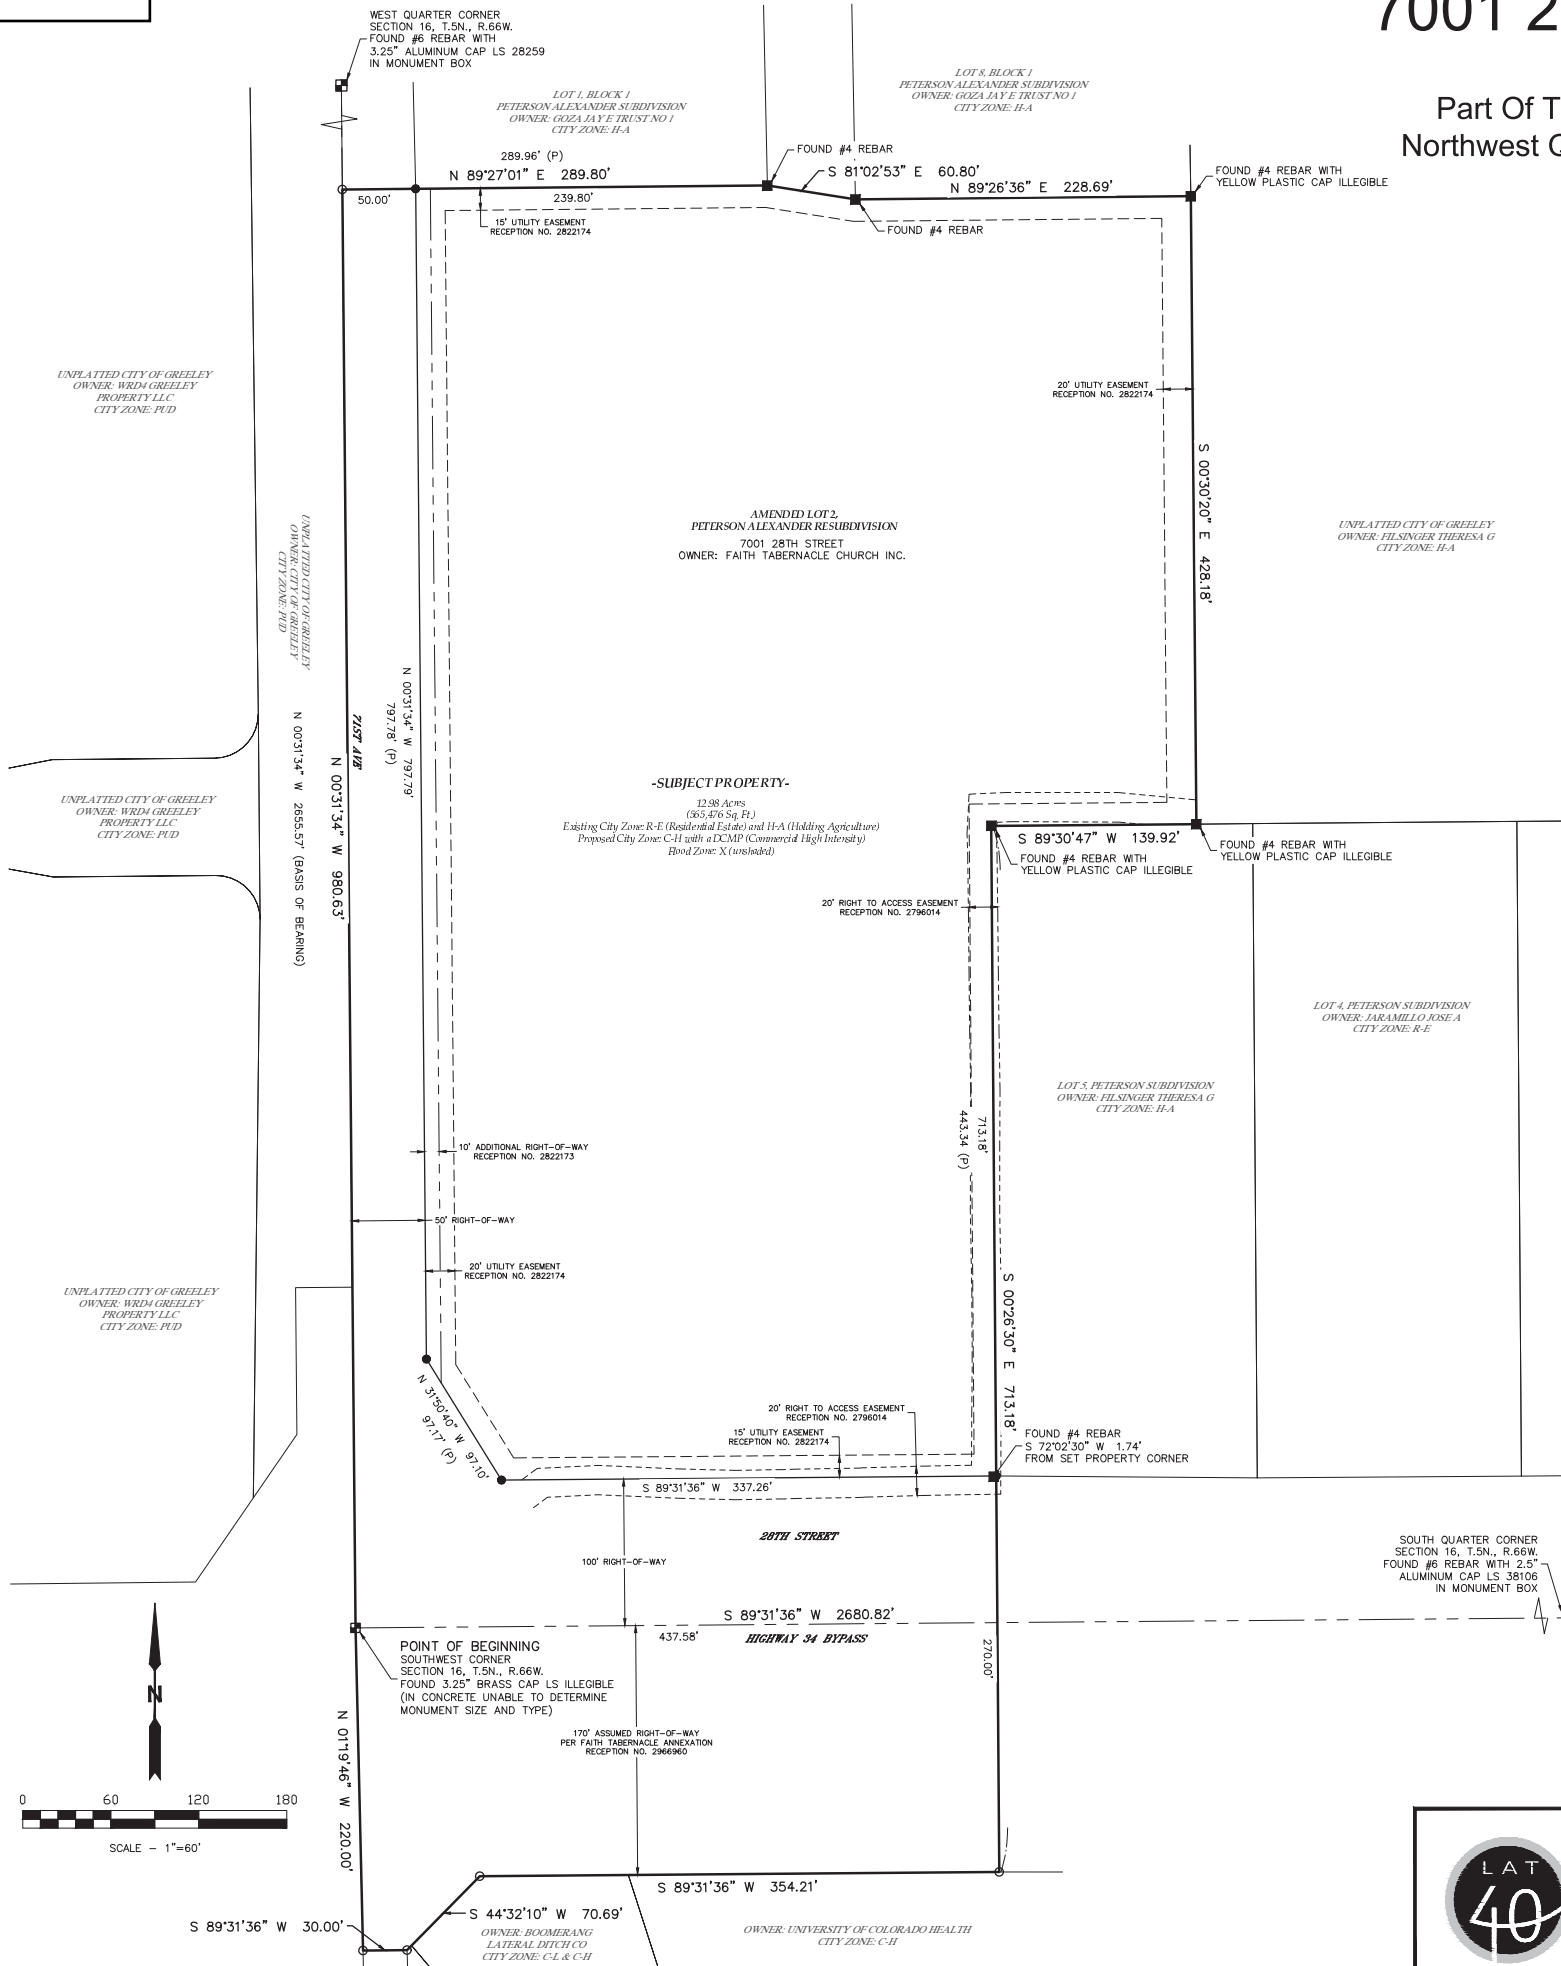 7001 2
Part Of T
Northwest Q
WEST QUARTER CORNER
SECTION 16, T.5N., R.66W.
FOUND #6 REBAR WITH
3.25" ALUMINUM CAP LS 28259
IN MONUMENT BOX
LOT 1, BLOCK 1
PETERSON ALEXANDER SUBDIVISION
OWNER: GOZA JAY E TRUST NO 1
CITY ZONE: H-A
LOT 8, BLOCK 1
PETERSON ALEXANDER SUBDIVISION
OWNER: GOZA JAY E TRUST NO 1
CITY ZONE: H-A
289.96' (P)
N 89°27'01" E 289.80'
FOUND #4 REBAR
S 81°02'53" E 60.80'
N 89°26'36" E 228.69'
FOUND #4 REBAR WITH
YELLOW PLASTIC CAP ILLEGIBLE
50.00'
239.80'
15' UTILITY EASEMENT
RECEPTION NO. 2822174
FOUND #4 REBAR
UNPLATTED CITY OF GREELEY
OWNER: WRD4 GREELEY
PROPERTY LLC
CITY ZONE: PUD
20' UTILITY EASEMENT
RECEPTION NO. 2822174
S 00°30'20" E 428.18'
AMENDED LOT 2,
PETERSON ALEXANDER RESUBDIVISION
7001 28TH STREET
OWNER: FAITH TABERNACLE CHURCH INC.
UNPLATTED CITY OF GREELEY
OWNER: FILSINGER THERESA G
CITY ZONE: H-A
UNPLATTED CITY OF GREELEY
OWNER: CITY OF GREELEY
CITY ZONE: PUD
N 00°31'34" W 2655.57' (BASIS OF BEARING)
71ST AVE
N 00°31'34" W 980.63'
N 00°31'34" W 797.79'
797.78' (P)
-SUBJECT PROPERTY-
12.98 Acres
(565,476 Sq. Ft.)
Existing City Zone: R-E (Residential Estate) and H-A (Holding Agriculture)
Proposed City Zone: C-H with a DCMP (Commercial High Intensity)
Flood Zone: X (unshaded)
UNPLATTED CITY OF GREELEY
OWNER: WRD4 GREELEY
PROPERTY LLC
CITY ZONE: PUD
S 89°30'47" W 139.92'
FOUND #4 REBAR WITH
YELLOW PLASTIC CAP ILLEGIBLE
FOUND #4 REBAR WITH
YELLOW PLASTIC CAP ILLEGIBLE
20' RIGHT TO ACCESS EASEMENT
RECEPTION NO. 2796014
LOT 4, PETERSON SUBDIVISION
OWNER: JARAMILLO JOSE A
CITY ZONE: R-E
LOT 5, PETERSON SUBDIVISION
OWNER: FILSINGER THERESA G
CITY ZONE: H-A
713.18'
443.34 (P)
10' ADDITIONAL RIGHT-OF-WAY
RECEPTION NO. 2822173
50' RIGHT-OF-WAY
20' UTILITY EASEMENT
RECEPTION NO. 2822174
UNPLATTED CITY OF GREELEY
OWNER: WRD4 GREELEY
PROPERTY LLC
CITY ZONE: PUD
S 00°26'30" E 713.18'
N 31°50'40" W 97.10'
97.17' (P)
20' RIGHT TO ACCESS EASEMENT
RECEPTION NO. 2796014
15' UTILITY EASEMENT
RECEPTION NO. 2822174
FOUND #4 REBAR
S 72°02'30" W 1.74'
FROM SET PROPERTY CORNER
S 89°31'36" W 337.26'
28TH STREET
100' RIGHT-OF-WAY
SOUTH QUARTER CORNER
SECTION 16, T.5N., R.66W.
FOUND #6 REBAR WITH 2.5"
ALUMINUM CAP LS 38106
IN MONUMENT BOX
S 89°31'36" W 2680.82'
437.58'
HIGHWAY 34 BYPASS
270.00'
POINT OF BEGINNING
SOUTHWEST CORNER
SECTION 16, T.5N., R.66W.
FOUND 3.25" BRASS CAP LS ILLEGIBLE
(IN CONCRETE UNABLE TO DETERMINE
MONUMENT SIZE AND TYPE)
N
N 01°19'46" W 220.00'
170' ASSUMED RIGHT-OF-WAY
PER FAITH TABERNACLE ANNEXATION
RECEPTION NO. 2966960
0 60 120 180
SCALE - 1"=60'
S 89°31'36" W 354.21'
S 44°32'10" W 70.69'
S 89°31'36" W 30.00'
OWNER: BOOMERANG
LATERAL DITCH CO
CITY ZONE: C-L & C-H
OWNER: UNIVERSITY OF COLORADO HEALTH
CITY ZONE: C-H
LAT
40